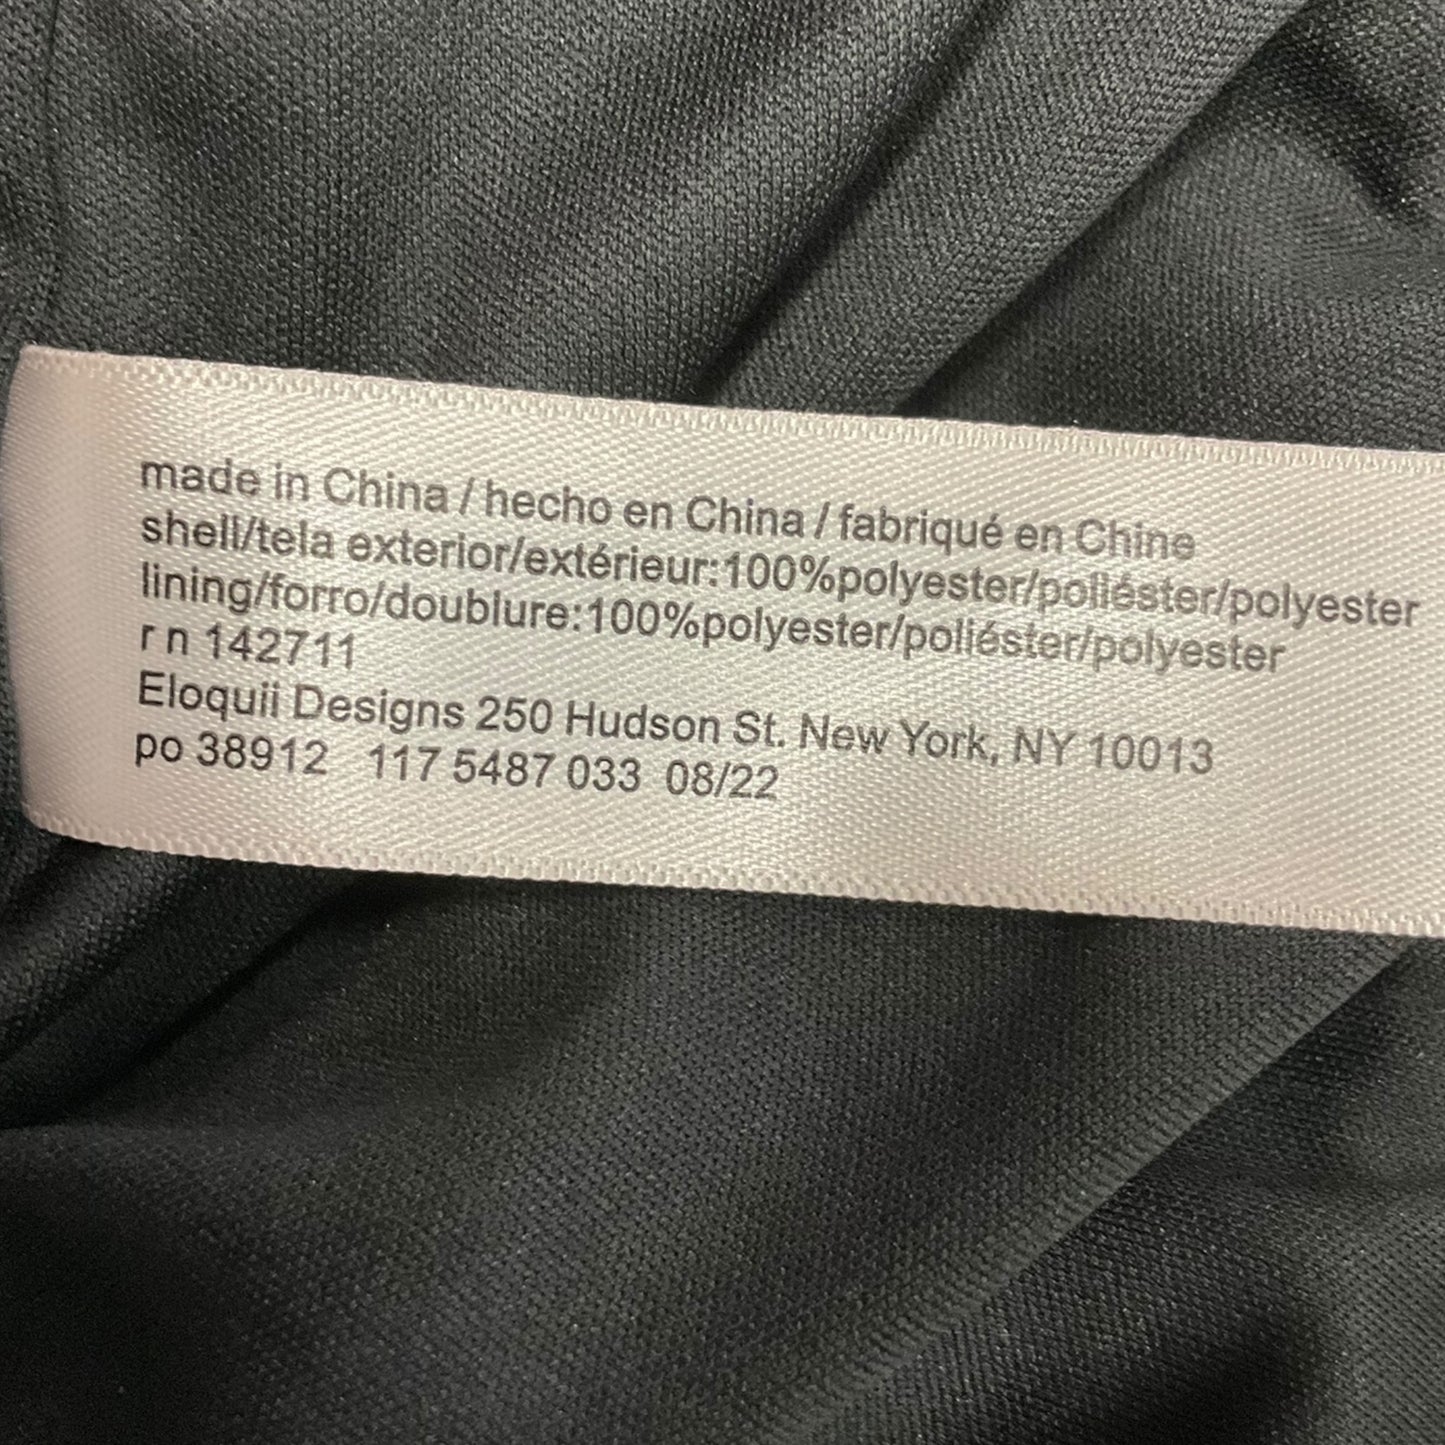 made in China / hecho en China / fabriqué en Chine
shell/tela exterior/extérieur:100%polyester/poliéster/polyester
lining/forro/doublure:100%polyester/poliéster/polyester
r n 142711
Eloquii Designs 250 Hudson St. New York, NY 10013
po 38912 117 5487 033 08/22